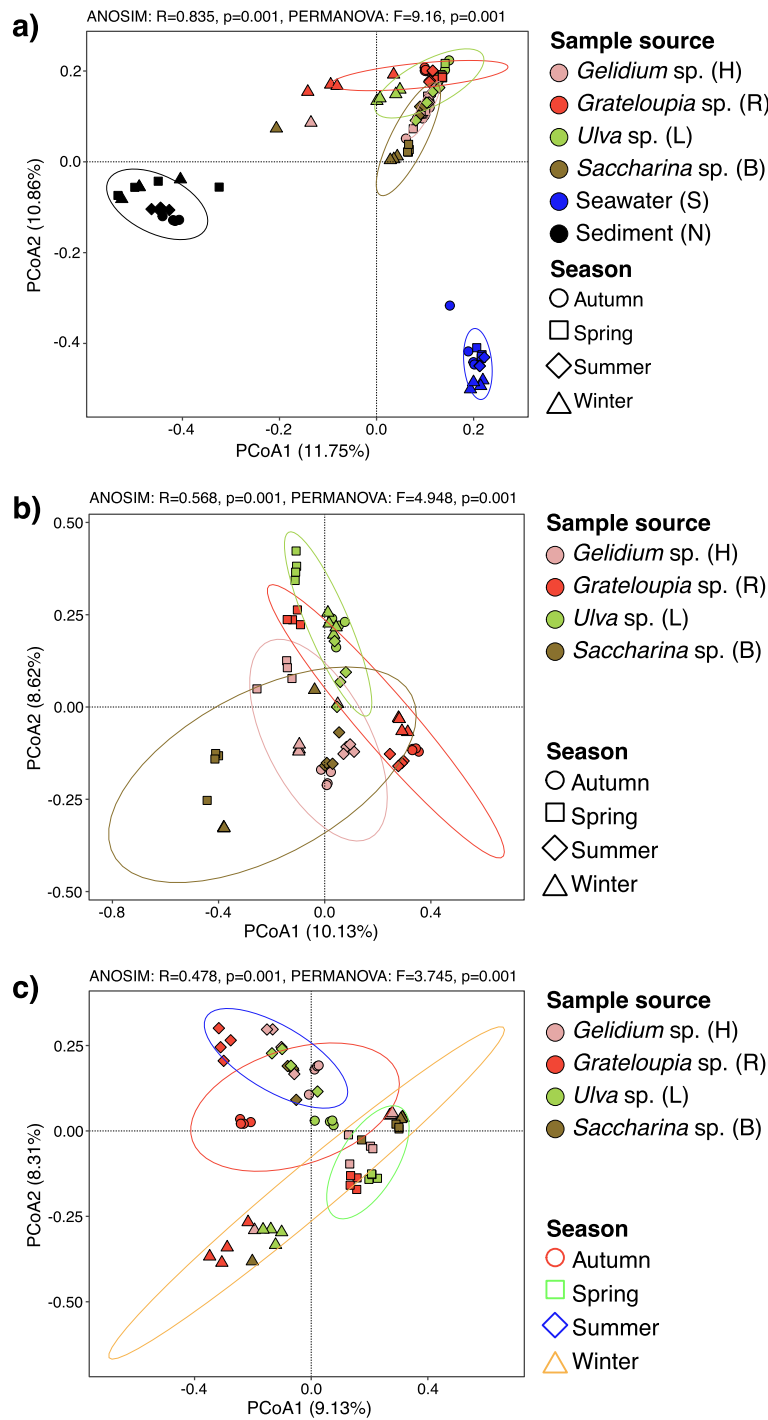 a)
ANOSIM: R=0.835, p=0.001, PERMANOVA: F=9.16, p=0.001
0.2
0.0
-0.2
-0.4
PCoA2 (10.86%)
-0.4
-0.2
0.0
0.2
PCoA1 (11.75%)
Sample source
Gelidium sp. (H)
Grateloupia sp. (R)
Ulva sp. (L)
Saccharina sp. (B)
Seawater (S)
Sediment (N)
Season
Autumn
Spring
Summer
Winter
b)
ANOSIM: R=0.568, p=0.001, PERMANOVA: F=4.948, p=0.001
0.50
0.25
0.00
-0.25
-0.50
PCoA2 (8.62%)
-0.8
-0.4
0.0
0.4
PCoA1 (10.13%)
Sample source
Gelidium sp. (H)
Grateloupia sp. (R)
Ulva sp. (L)
Saccharina sp. (B)
Season
Autumn
Spring
Summer
Winter
c)
ANOSIM: R=0.478, p=0.001, PERMANOVA: F=3.745, p=0.001
0.25
0.00
-0.25
-0.50
PCoA2 (8.31%)
-0.4
0.0
0.4
PCoA1 (9.13%)
Sample source
Gelidium sp. (H)
Grateloupia sp. (R)
Ulva sp. (L)
Saccharina sp. (B)
Season
Autumn
Spring
Summer
Winter